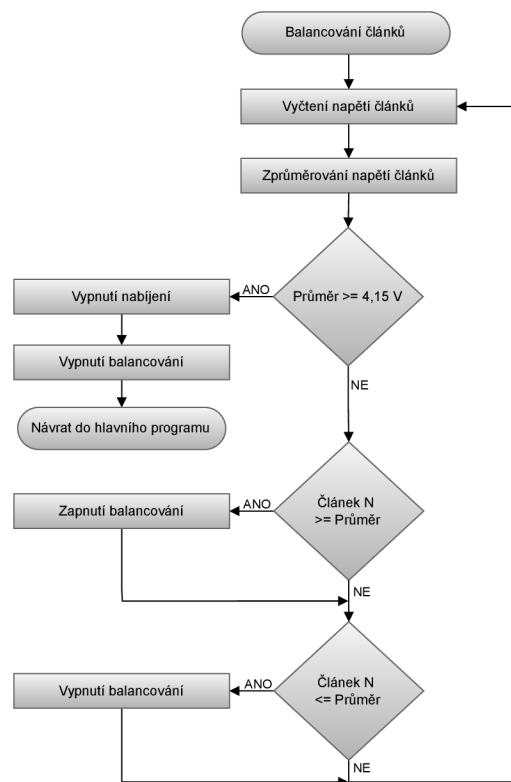 Balancování článků
Vyčtení napětí článků
Zprůměrování napětí článků
Průměr >= 4,15 V
ANO
Vypnutí nabíjení
Vypnutí balancování
Návrat do hlavního programu
NE
Článek N
>= Průměr
ANO
Zapnutí balancování
NE
Článek N
<= Průměr
ANO
Vypnutí balancování
NE